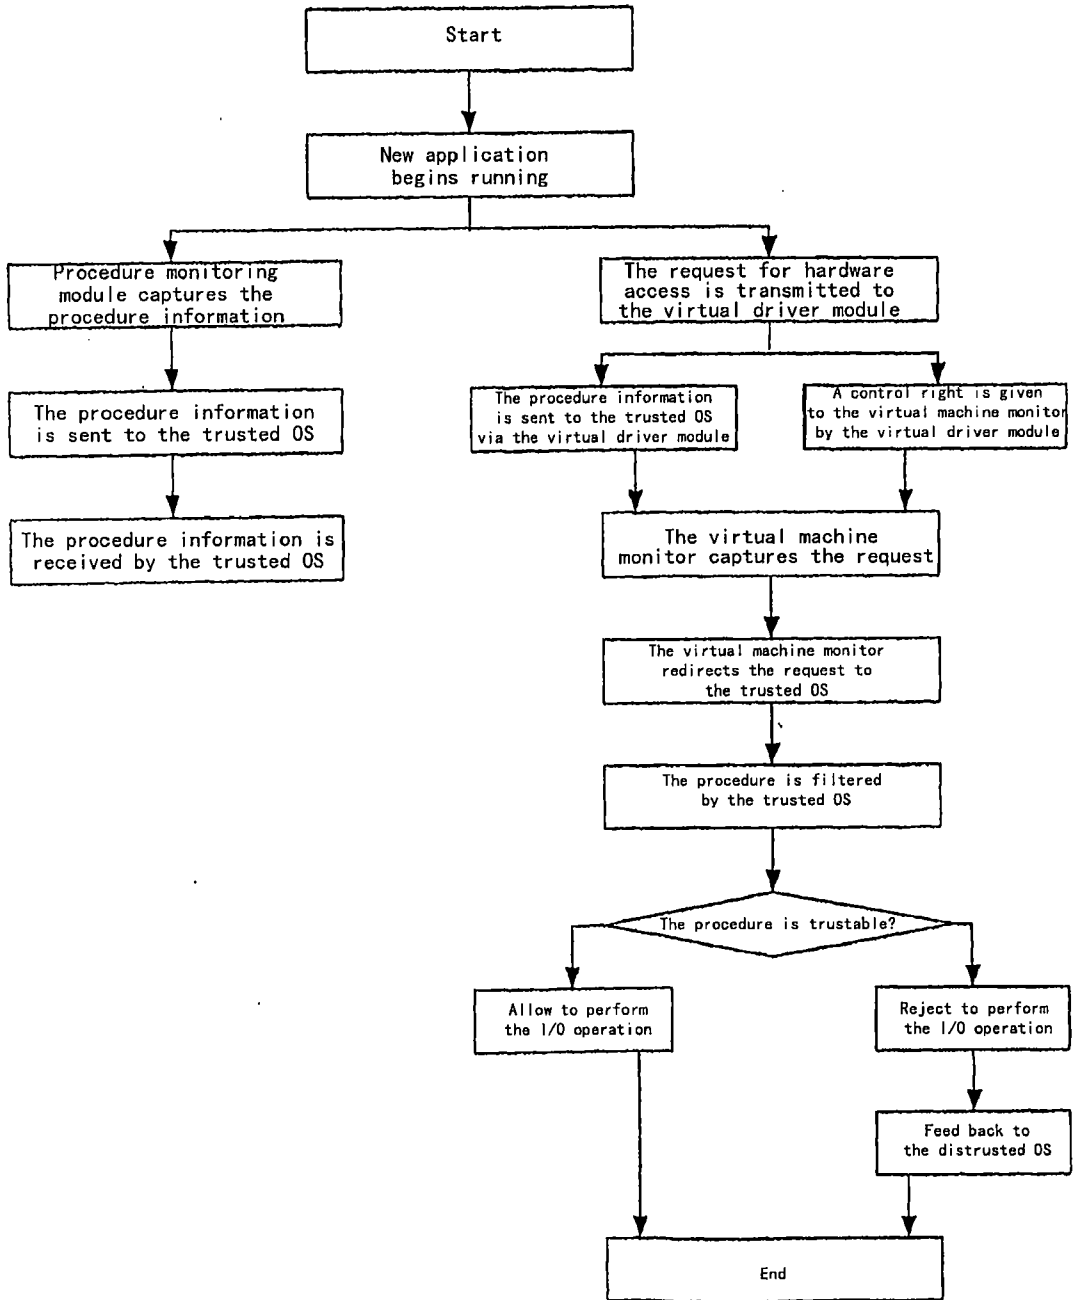 Start
New application
begins running
Procedure monitoring
module captures the
procedure information
The request for hardware
access is transmitted to
the virtual driver module
The procedure information
is sent to the trusted OS
The procedure information
is sent to the trusted OS
via the virtual driver module
A control right is given
to the virtual machine monitor
by the virtual driver module
The procedure information is
received by the trusted OS
The virtual machine
monitor captures the request
The virtual machine monitor
redirects the request to
the trusted OS
The procedure is filtered
by the trusted OS
The procedure is trustable?
Allow to perform
the I/O operation
Reject to perform
the I/O operation
Feed back to
the distrusted OS
End